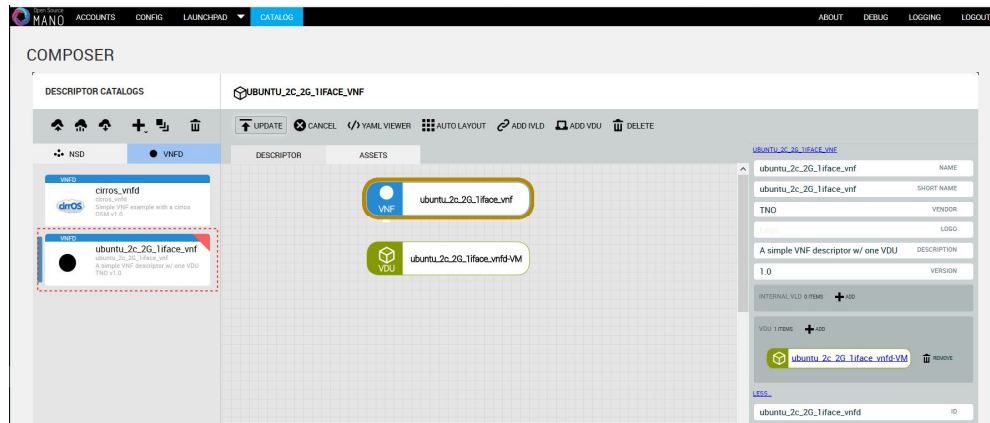 Open Source
MANO ACCOUNTS CONFIG LAUNCHPAD CATALOG ABOUT DEBUG LOGGING LOGOUT
COMPOSER
DESCRIPTOR CATALOGS
UBUNTU_2C_2G_1IFACE_VNF
UPDATE CANCEL YAML VIEWER AUTO LAYOUT ADD IVLD ADD VDU DELETE
NSD VNFD
DESCRIPTOR ASSETS
VNFD
cirros_vnfd
cirros_vnfd
Simple VNF example with a cirros
OSM v1.0
cirrOS
VNFD
ubuntu_2c_2G_1iface_vnf
ubuntu_2c_2G_1iface_vnf
A simple VNF descriptor w/ one VDU
TNO v1.0
VNF
ubuntu_2c_2G_1iface_vnf
VDU
ubuntu_2c_2G_1iface_vnfd-VM
UBUNTU_2C_2G_1IFACE_VNF
ubuntu_2c_2G_1iface_vnf NAME
ubuntu_2c_2G_1iface_vnf SHORT NAME
TNO VENDOR
LOGO
A simple VNF descriptor w/ one VDU DESCRIPTION
1.0 VERSION
INTERNAL VLD 0 ITEMS ADD
VDU 1 ITEMS ADD
ubuntu_2c_2G_1iface_vnfd-VM REMOVE
LESS...
ubuntu_2c_2G_1iface_vnfd ID